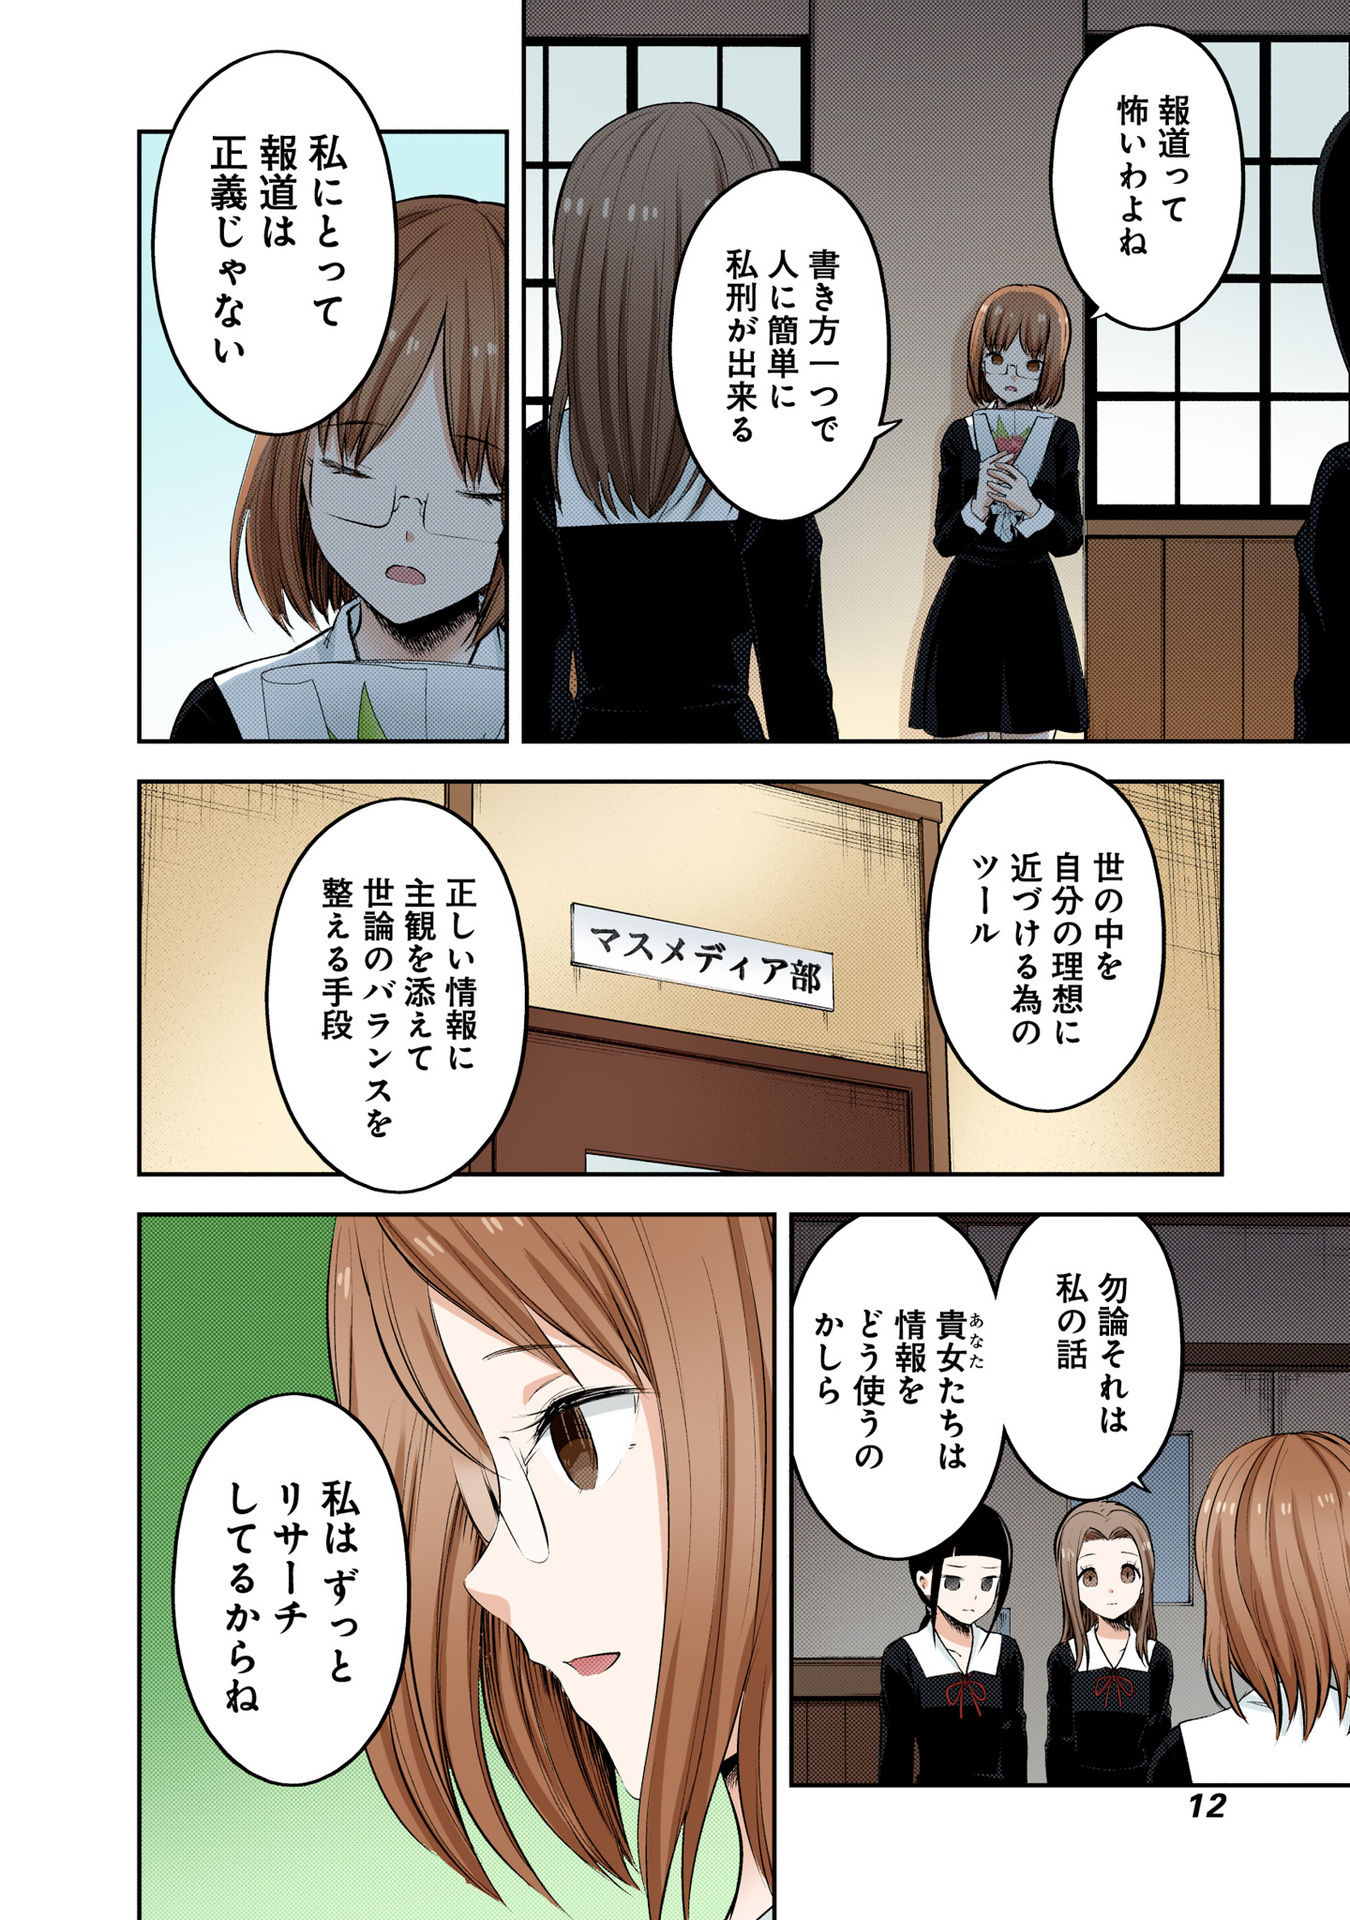 報道って
怖いわよね
書き方一つで
人に簡単に
私刑が出来る
私にとって
報道は
正義じゃない
世の中を
自分の理想に
近づける為の
ツール
マスメディア部
正しい情報に
主観を添えて
世論のバランスを
整える手段
勿論それは
私の話
貴女たちは
あなた
情報を
どう使うの
かしら
私はずっと
リサーチ
してるからね
12